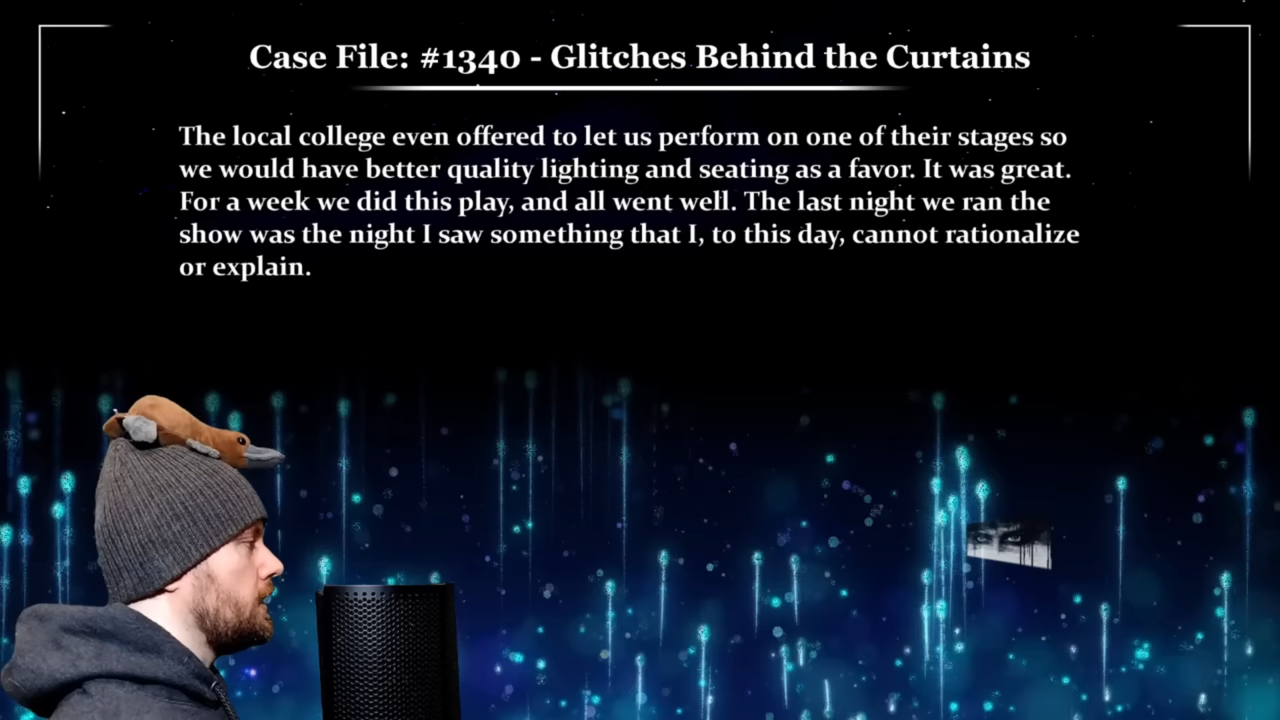 Case File: #1340 - Glitches Behind the Curtains
The local college even offered to let us perform on one of their stages so
we would have better quality lighting and seating as a favor. It was great.
For a week we did this play, and all went well. The last night we ran the
show was the night I saw something that I, to this day, cannot rationalize
or explain.